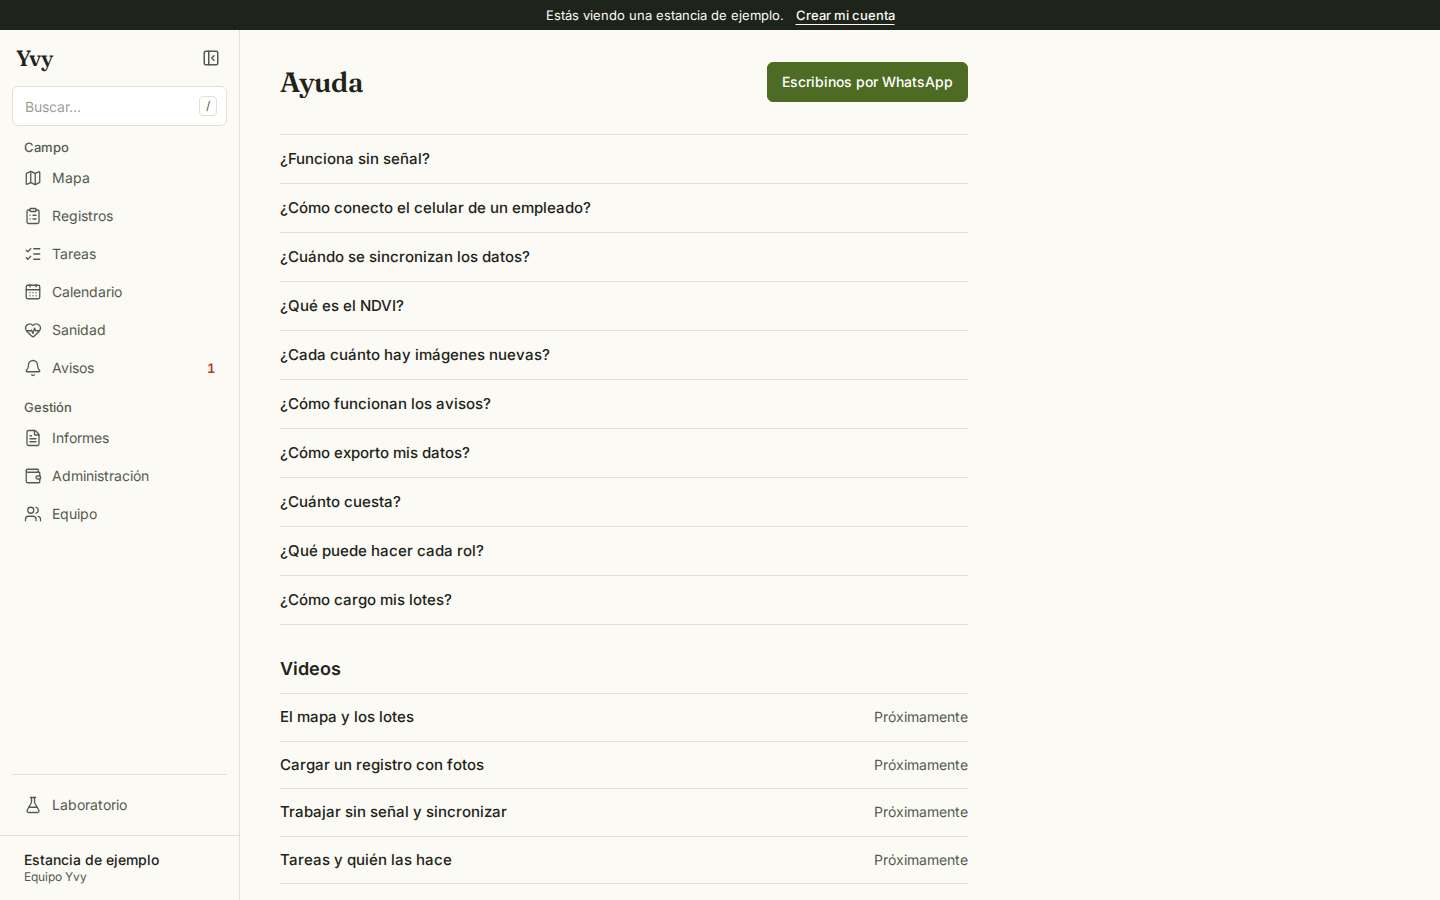 Estás viendo una estancia de ejemplo. Crear mi cuenta
Yvy
Buscar... /
Campo
Mapa
Registros
Tareas
Calendario
Sanidad
Avisos 1
Gestión
Informes
Administración
Equipo
Laboratorio
Estancia de ejemplo
Equipo Yvy
Ayuda
Escribinos por WhatsApp
¿Funciona sin señal?
¿Cómo conecto el celular de un empleado?
¿Cuándo se sincronizan los datos?
¿Qué es el NDVI?
¿Cada cuánto hay imágenes nuevas?
¿Cómo funcionan los avisos?
¿Cómo exporto mis datos?
¿Cuánto cuesta?
¿Qué puede hacer cada rol?
¿Cómo cargo mis lotes?
Videos
El mapa y los lotes Próximamente
Cargar un registro con fotos Próximamente
Trabajar sin señal y sincronizar Próximamente
Tareas y quién las hace Próximamente